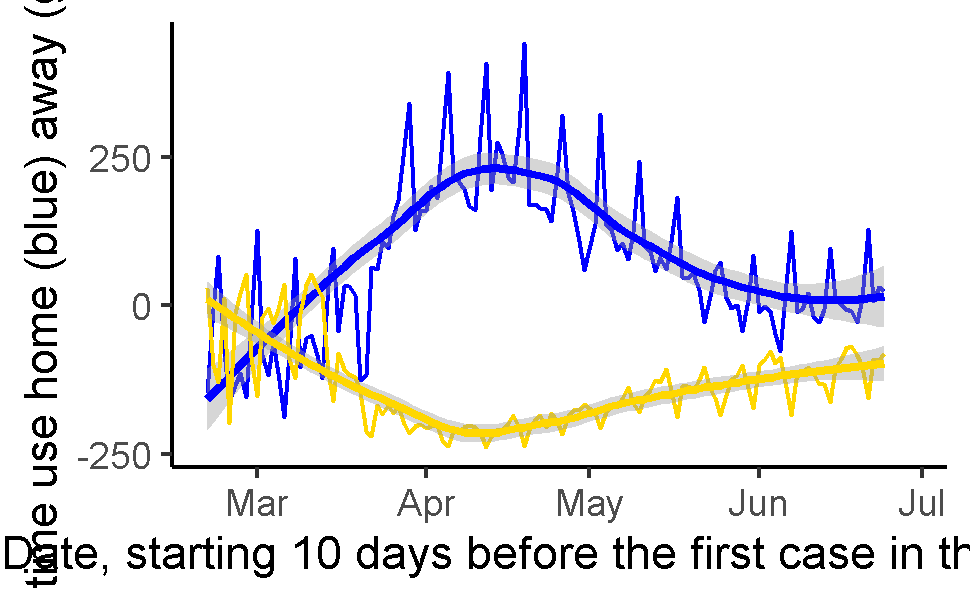 time use home (blue) away (
250
0
-250
Mar Apr May Jun Jul
Date, starting 10 days before the first case in th